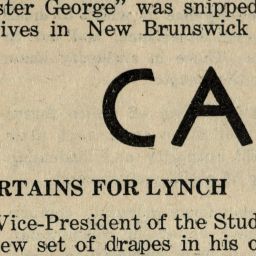 ster George” was snipped
ives in New Brunswick
CA
RTAINS FOR LYNCH
Vice-President of the Stud
ew set of drapes in his o